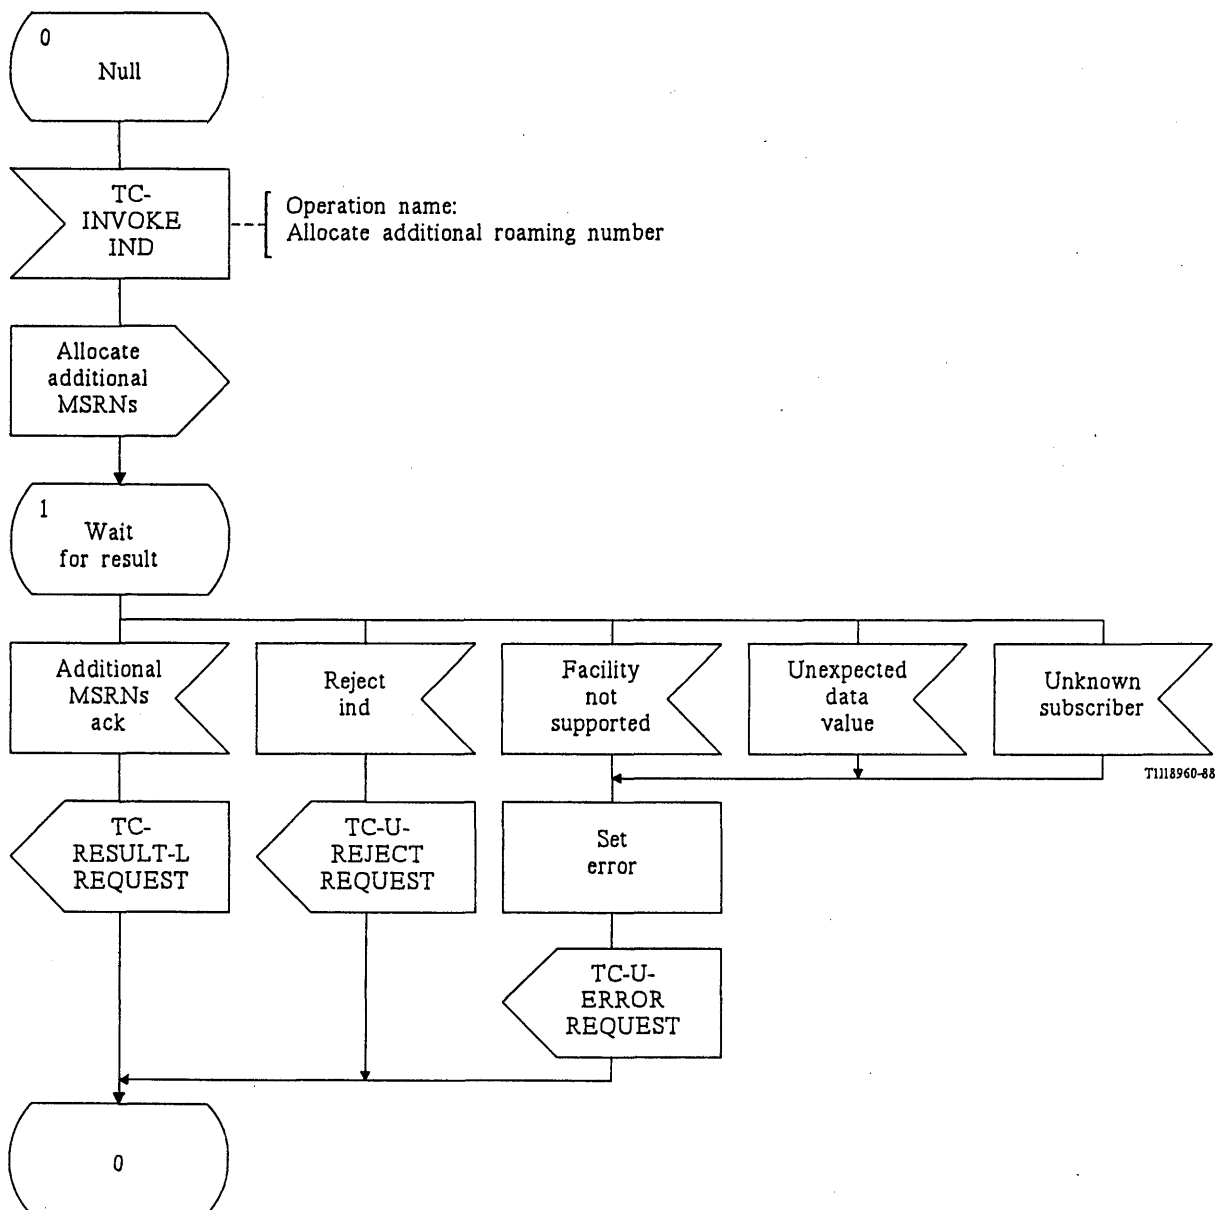 0
Null
TC-
INVOKE
IND
Operation name:
Allocate additional roaming number
Allocate
additional
MSRNs
1
Wait
for result
Additional
MSRNs
ack
Reject
ind
Facility
not
supported
Unexpected
data
value
Unknown
subscriber
T1118960-88
TC-
RESULT-L
REQUEST
TC-U-
REJECT
REQUEST
Set
error
TC-U-
ERROR
REQUEST
0